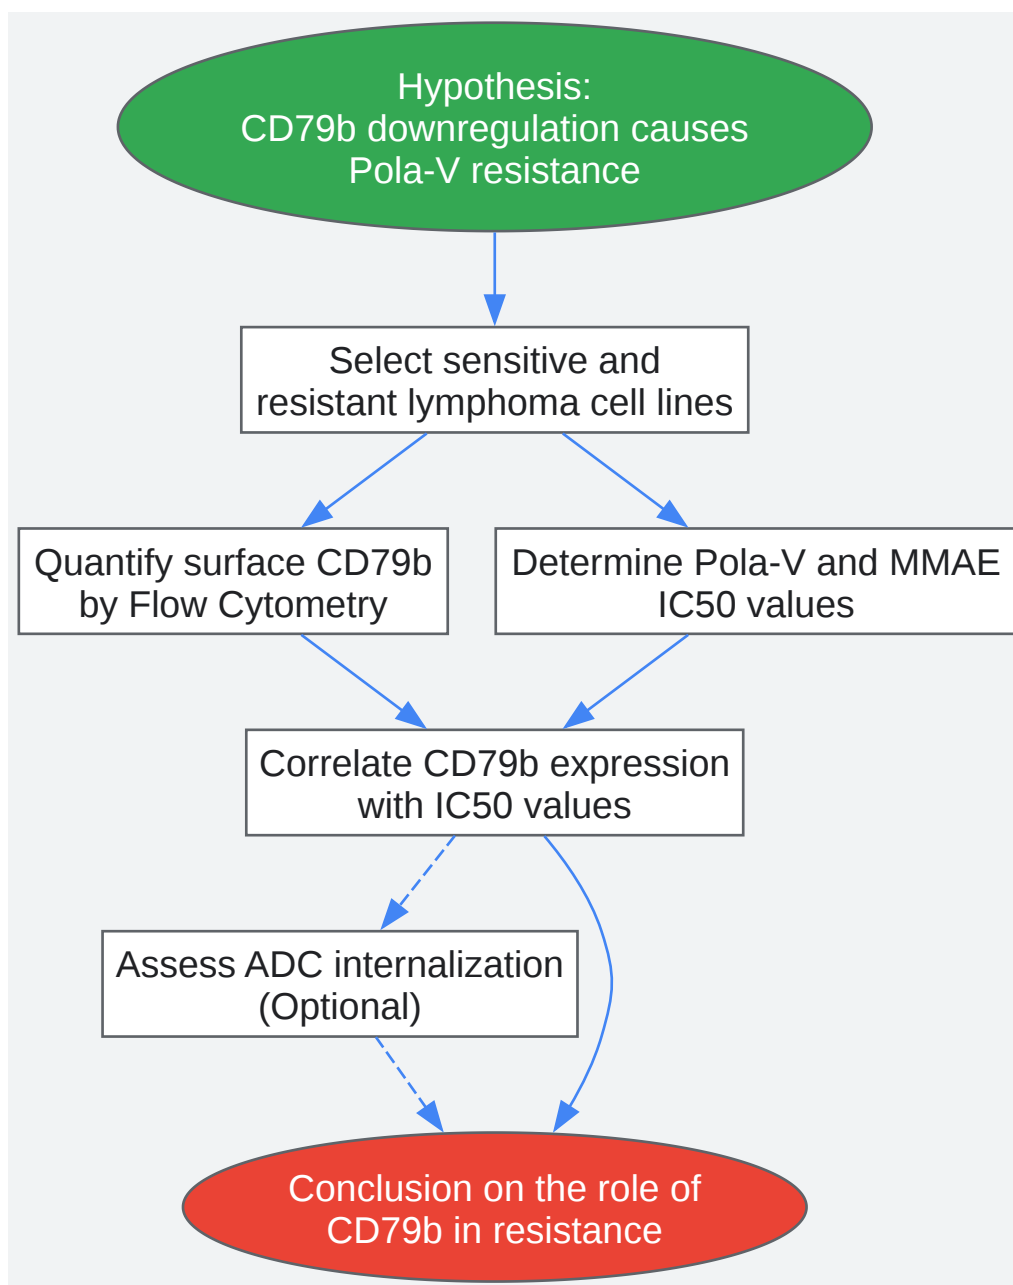 Hypothesis:
CD79b downregulation causes
Pola-V resistance
Select sensitive and
resistant lymphoma cell lines
Quantify surface CD79b
by Flow Cytometry
Determine Pola-V and MMAE
IC50 values
Correlate CD79b expression
with IC50 values
Assess ADC internalization
(Optional)
Conclusion on the role of
CD79b in resistance